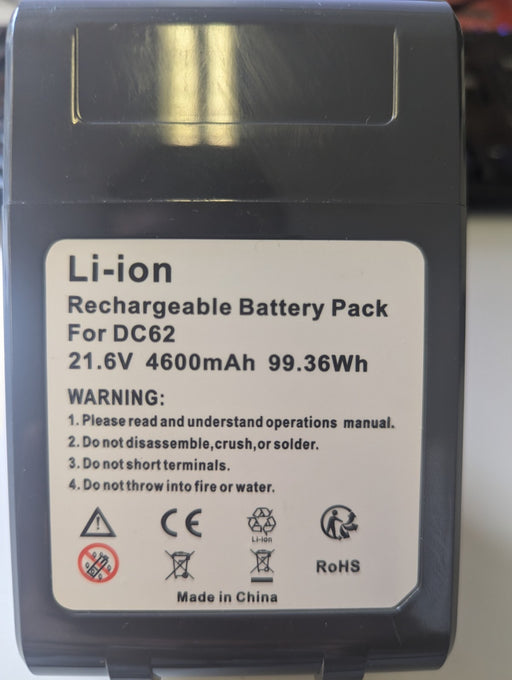 Li-ion
Rechargeable Battery Pack
For DC62
21.6V 4600mAh 99.36Wh
WARNING:
1. Please read and understand operations manual.
2. Do not disassemble,crush,or solder.
3. Do not short terminals.
4. Do not throw into fire or water.
CE
Li-ion
RoHS
Made in China